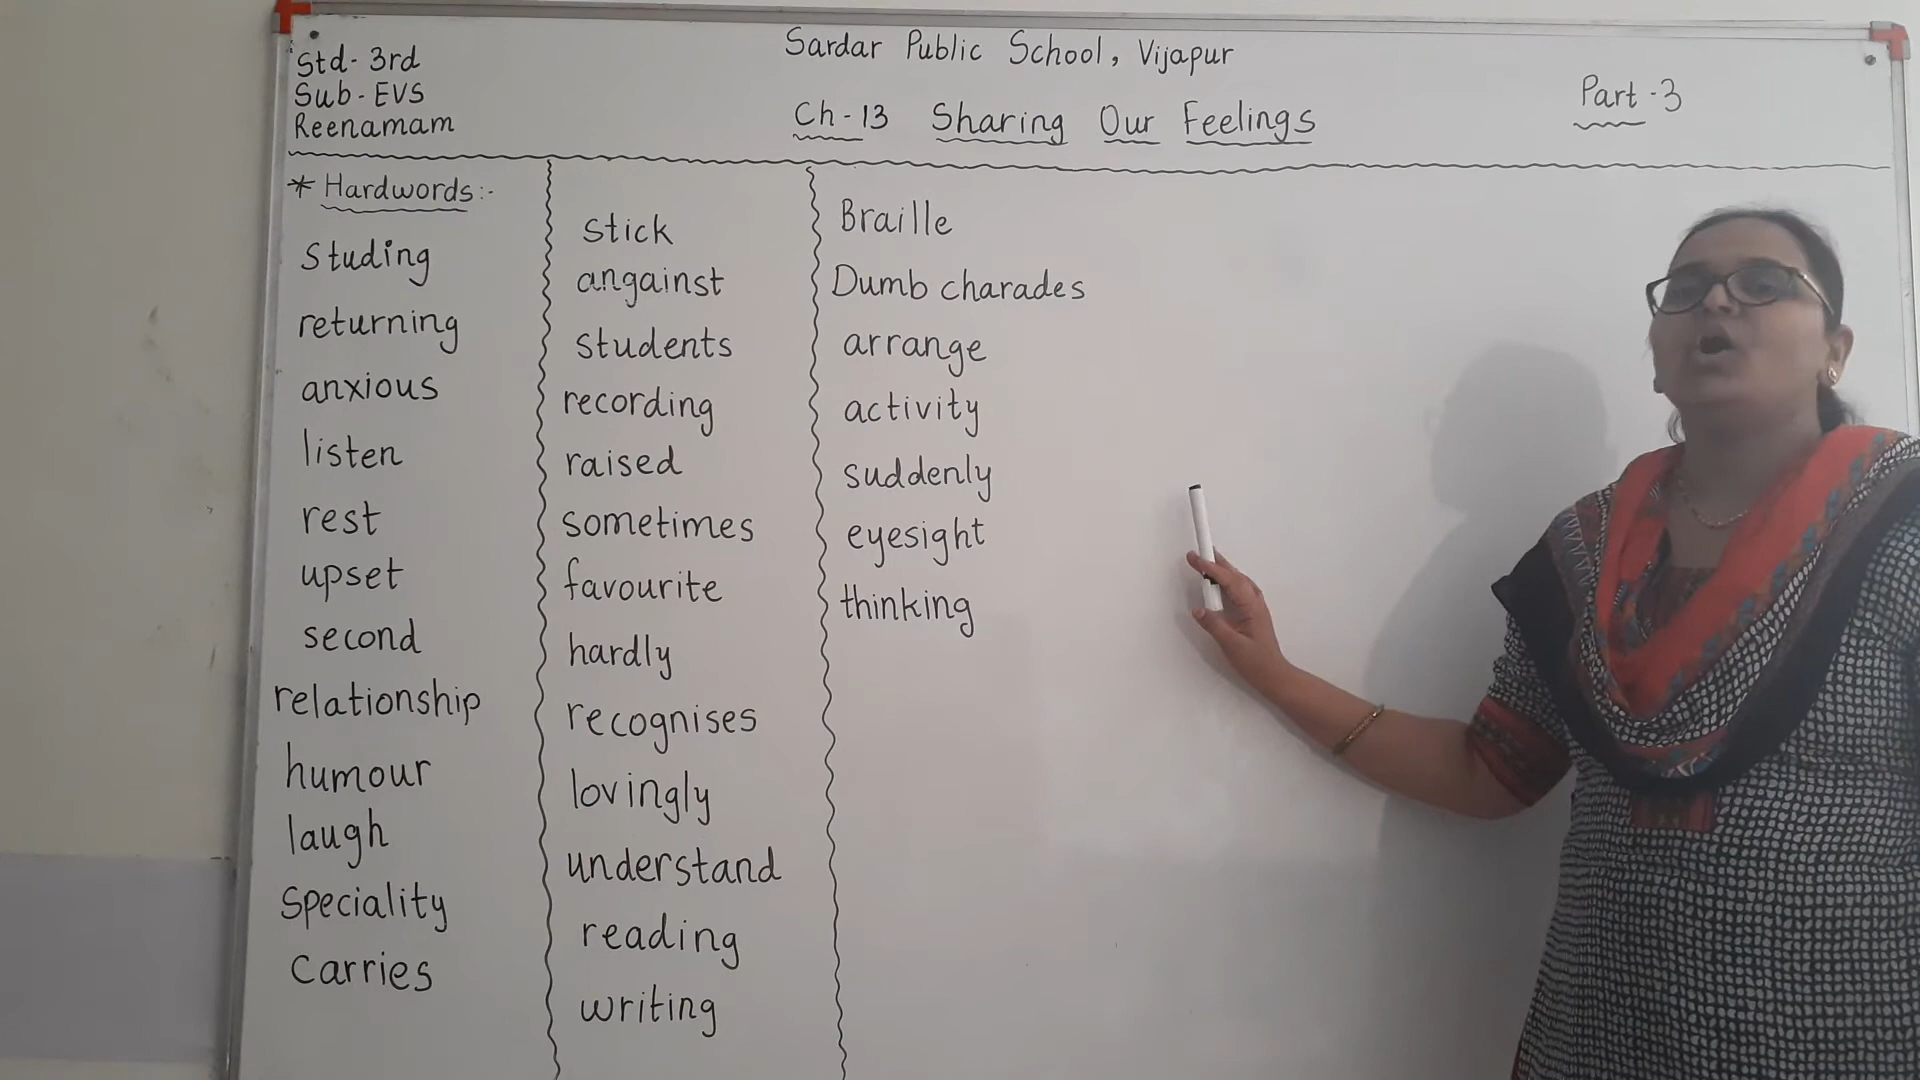 Std- 3rd
Sub- EVS
Reenamam
Sardar Public School, Vijapur
Ch-13 Sharing Our Feelings
Part-3
* Hardwords:-
Studing
returning
anxious
listen
rest
upset
second
relationship
humour
laugh
Speciality
Carries
stick
angainst
students
recording
raised
sometimes
favourite
hardly
recognises
lovingly
understand
reading
writing
Braille
Dumb charades
arrange
activity
suddenly
eyesight
thinking